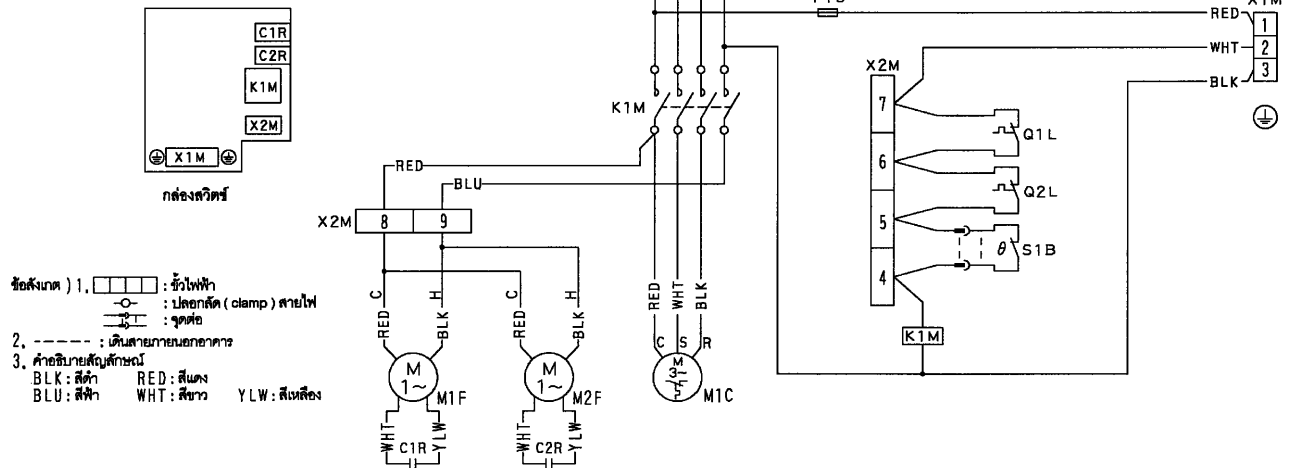 C1R
C2R
K1M
X2M
X1M
กล่องสวิตซ์
K1M
RED
BLU
X2M 8 9
RED C
BLK H
RED C
BLK H
M 1~
M1F
M 1~
M2F
WHT C1R YLW
WHT C2R YLW
RED WHT BLK
C S R
M 3~
M1C
X2M
7
6
5
4
Q1L
Q2L
θ S1B
K1M
RED 1
WHT 2
BLK 3
ข้อสังเกต ) 1. : ขั้วไฟฟ้า
: ปลอกลัด ( clamp ) สายไฟ
: จุดต่อ
2. ------ : เดินสายภายนอกอาคาร
3. คำอธิบายสัญลักษณ์
BLK : สีดำ RED : สีแดง
BLU : สีฟ้า WHT : สีขาว YLW : สีเหลือง